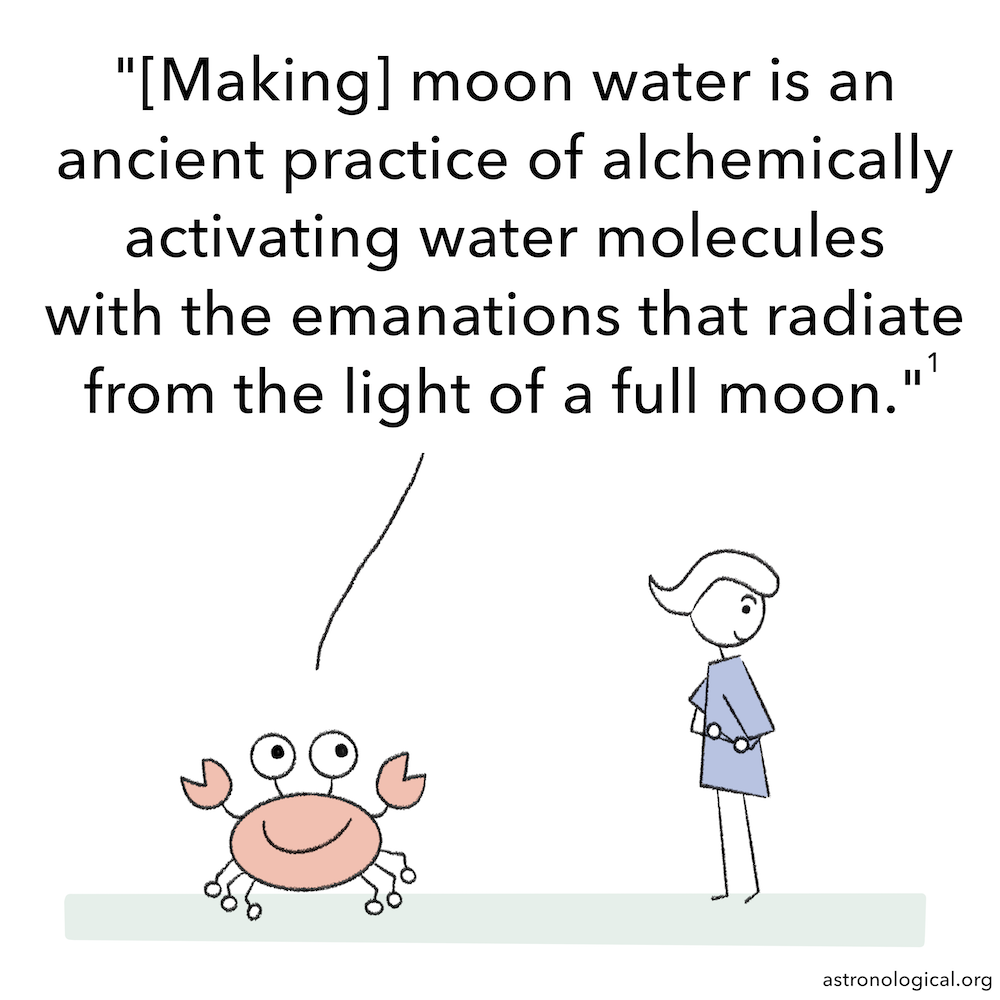 "[Making] moon water is an
ancient practice of alchemically
activating water molecules
with the emanations that radiate
from the light of a full moon."1
astronological.org